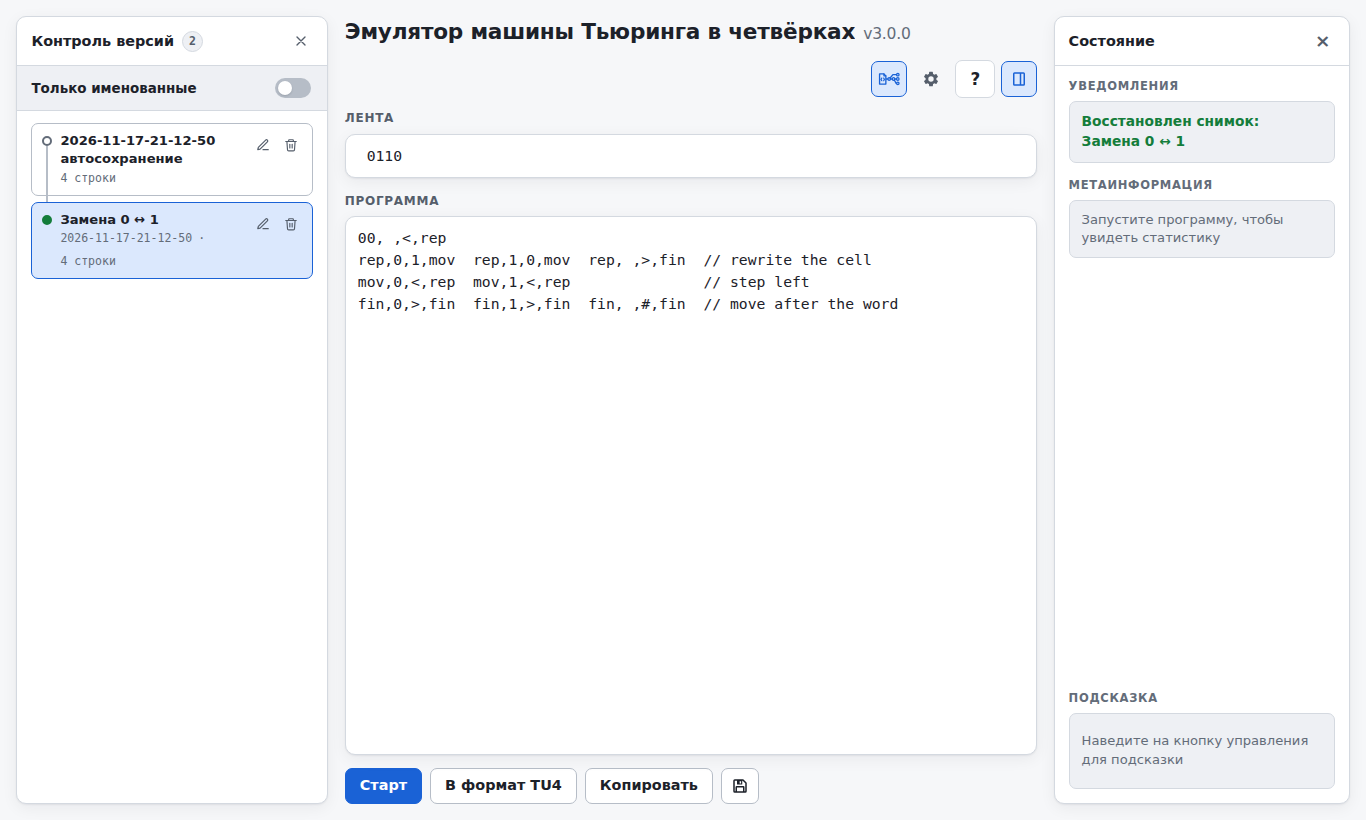 Контроль версий 2
Только именованные
2026-11-17-21-12-50
автосохранение
4 строки
Замена 0 ↔ 1
2026-11-17-21-12-50 ·
4 строки
Эмулятор машины Тьюринга в четвёрках v3.0.0
?
ЛЕНТА
0110
ПРОГРАММА
00, ,<,rep
rep,0,1,mov  rep,1,0,mov  rep, ,>,fin  // rewrite the cell
mov,0,<,rep  mov,1,<,rep               // step left
fin,0,>,fin  fin,1,>,fin  fin, ,#,fin  // move after the word
Старт
В формат TU4
Копировать
Состояние
УВЕДОМЛЕНИЯ
Восстановлен снимок:
Замена 0 ↔ 1
МЕТАИНФОРМАЦИЯ
Запустите программу, чтобы
увидеть статистику
ПОДСКАЗКА
Наведите на кнопку управления
для подсказки